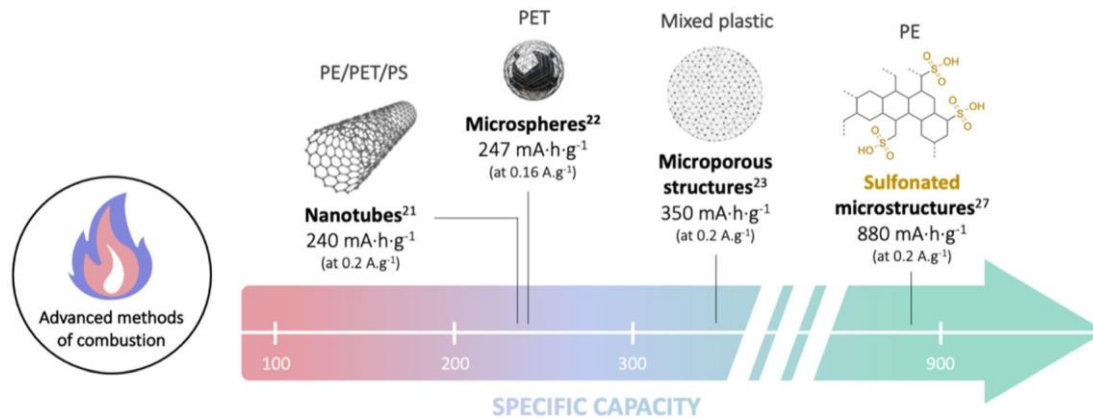 Advanced methods
of combustion
PE/PET/PS
Nanotubes²¹
240 mA·h·g⁻¹
(at 0.2 A.g⁻¹)
PET
Microspheres²²
247 mA·h·g⁻¹
(at 0.16 A.g⁻¹)
Mixed plastic
Microporous
structures²³
350 mA·h·g⁻¹
(at 0.2 A.g⁻¹)
PE
O
S
OH
O
O
S
OH
O
O
S
HO
O
Sulfonated
microstructures²⁷
880 mA·h·g⁻¹
(at 0.2 A.g⁻¹)
100
200
300
900
SPECIFIC CAPACITY